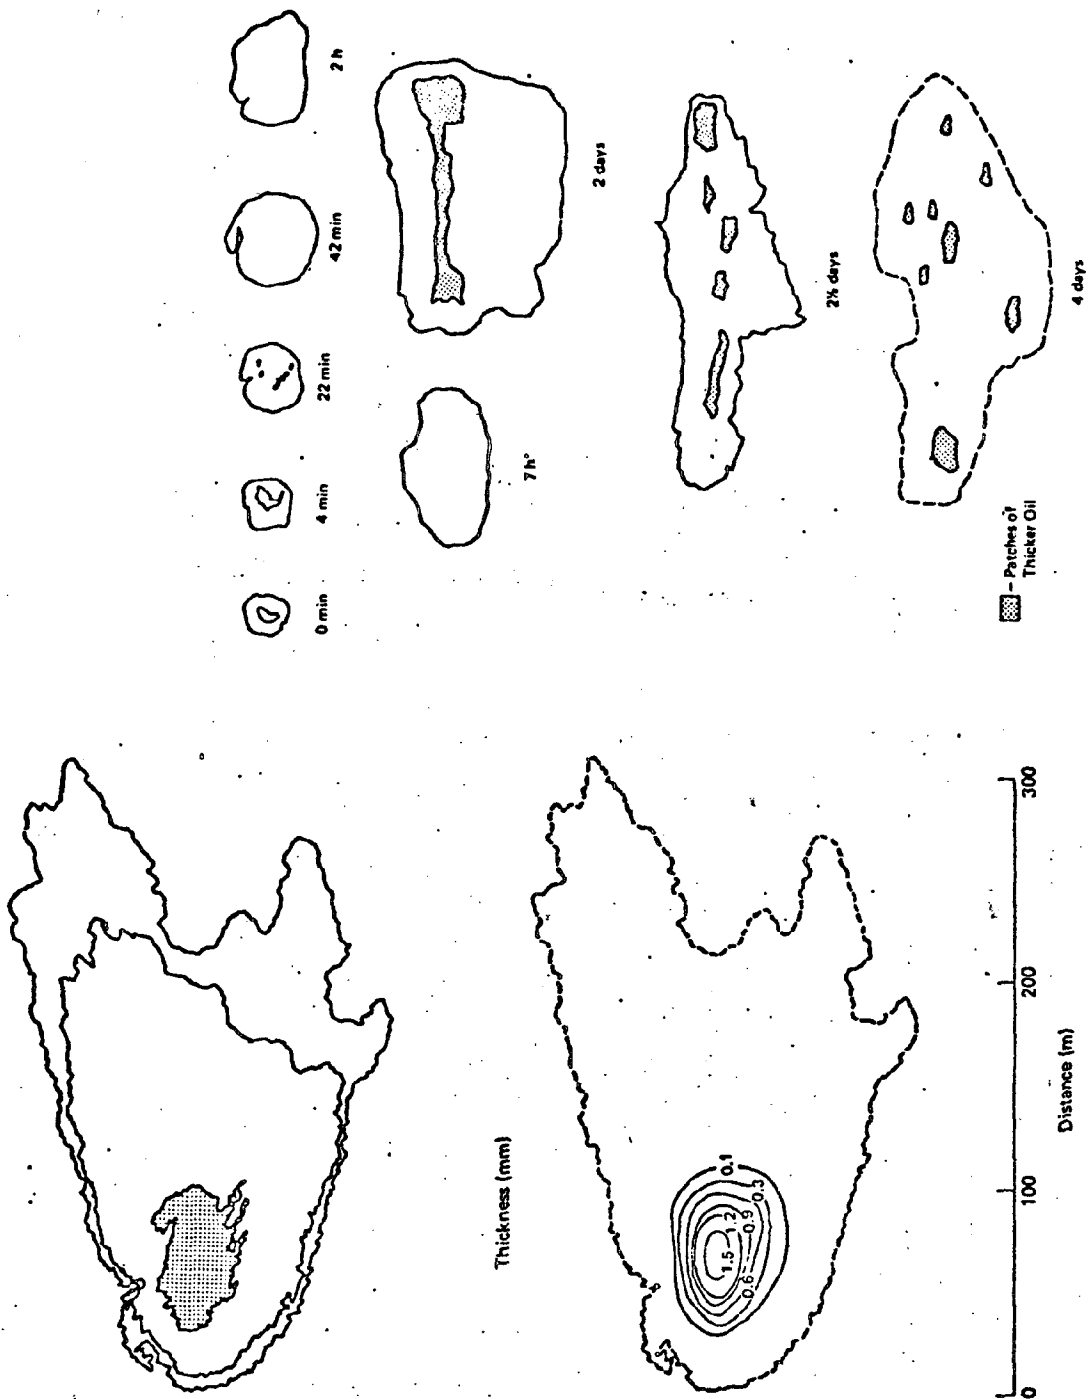 0 min
4 min
22 min
42 min
2 h
7 h°
2 days
2½ days
– Patches of
Thicker Oil
4 days
Thickness (mm)
1.5
1.2
0.9
0.6
0.3
0.1
0
100
200
300
Distance (m)